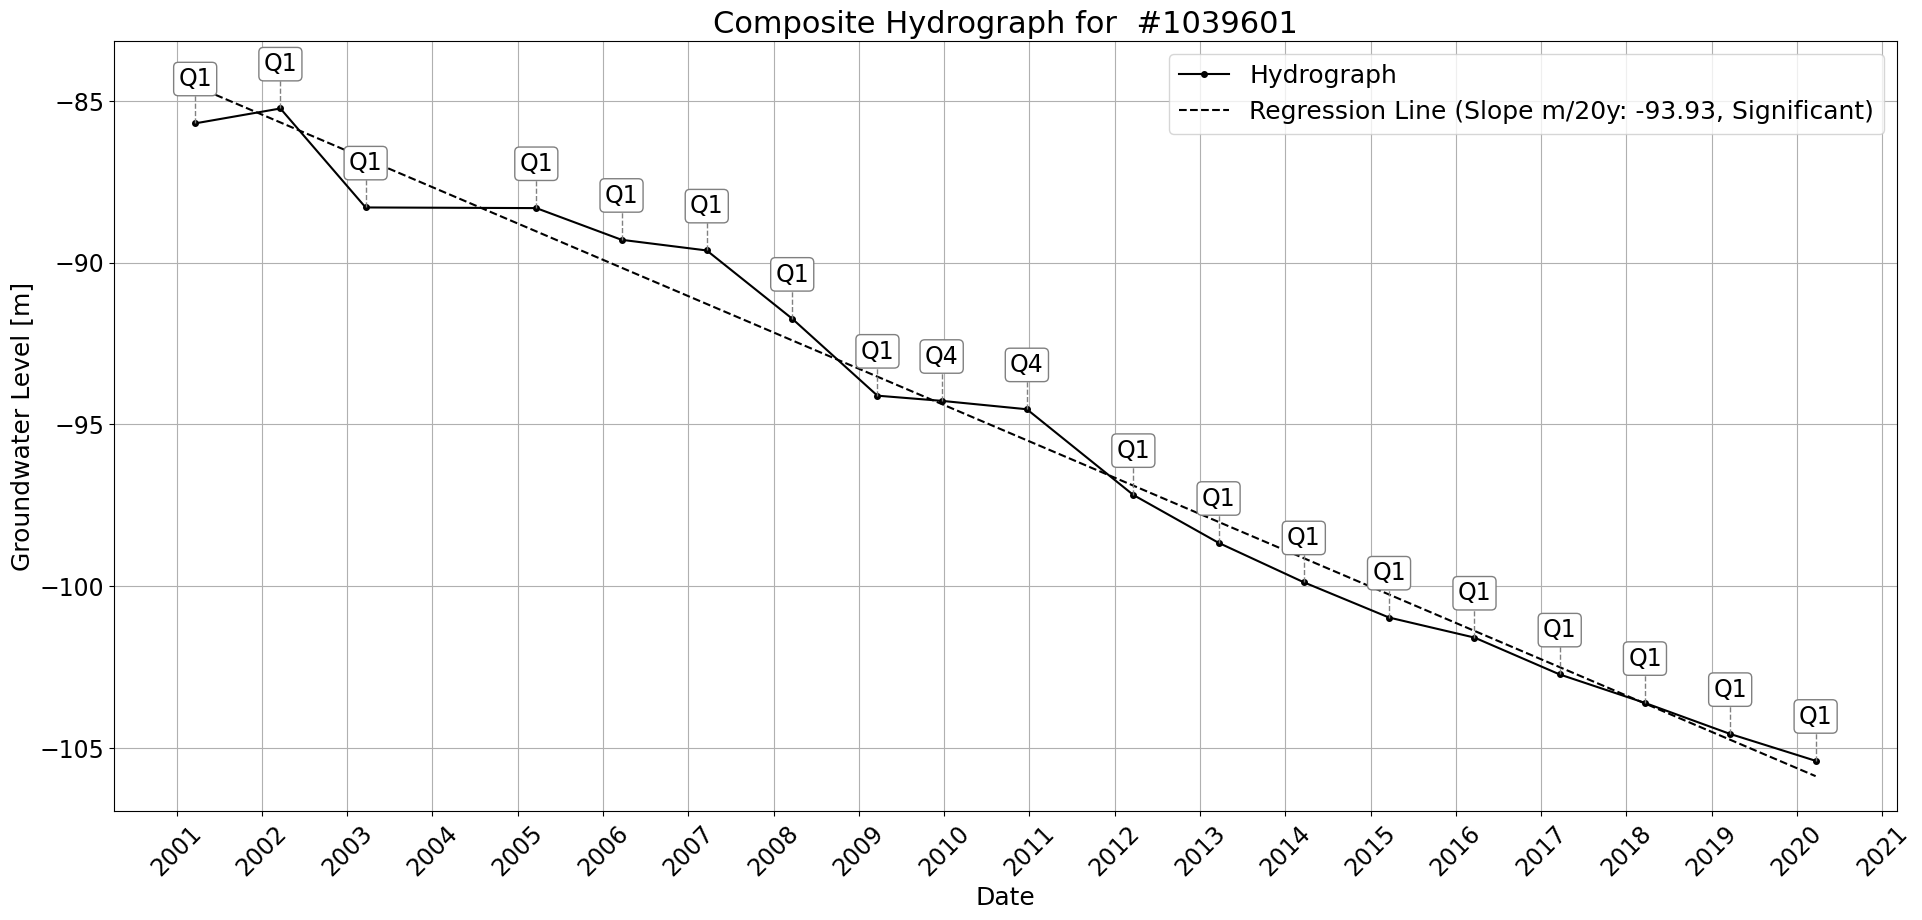 Composite Hydrograph for  #1039601
Hydrograph
Regression Line (Slope m/20y: -93.93, Significant)
Q1
Q1
Q1
Q1
Q1
Q1
Q1
Q1
Q4
Q4
Q1
Q1
Q1
Q1
Q1
Q1
Q1
Q1
Q1
Groundwater Level [m]
−85
−90
−95
−100
−105
2001
2002
2003
2004
2005
2006
2007
2008
2009
2010
2011
2012
2013
2014
2015
2016
2017
2018
2019
2020
2021
Date